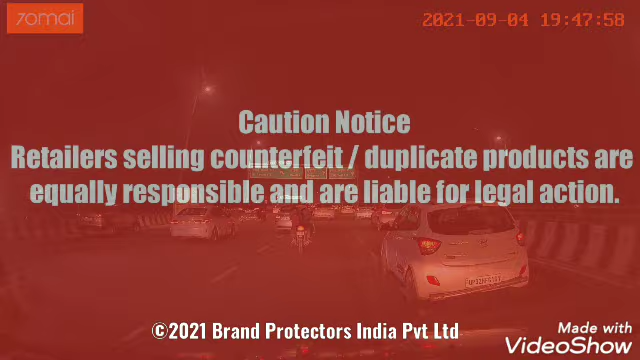 70mai
2021-09-04 19:47:58
Caution Notice
Retailers selling counterfeit / duplicate products are
equally responsible and are liable for legal action.
©2021 Brand Protectors India Pvt Ltd
Made with
VideoShow